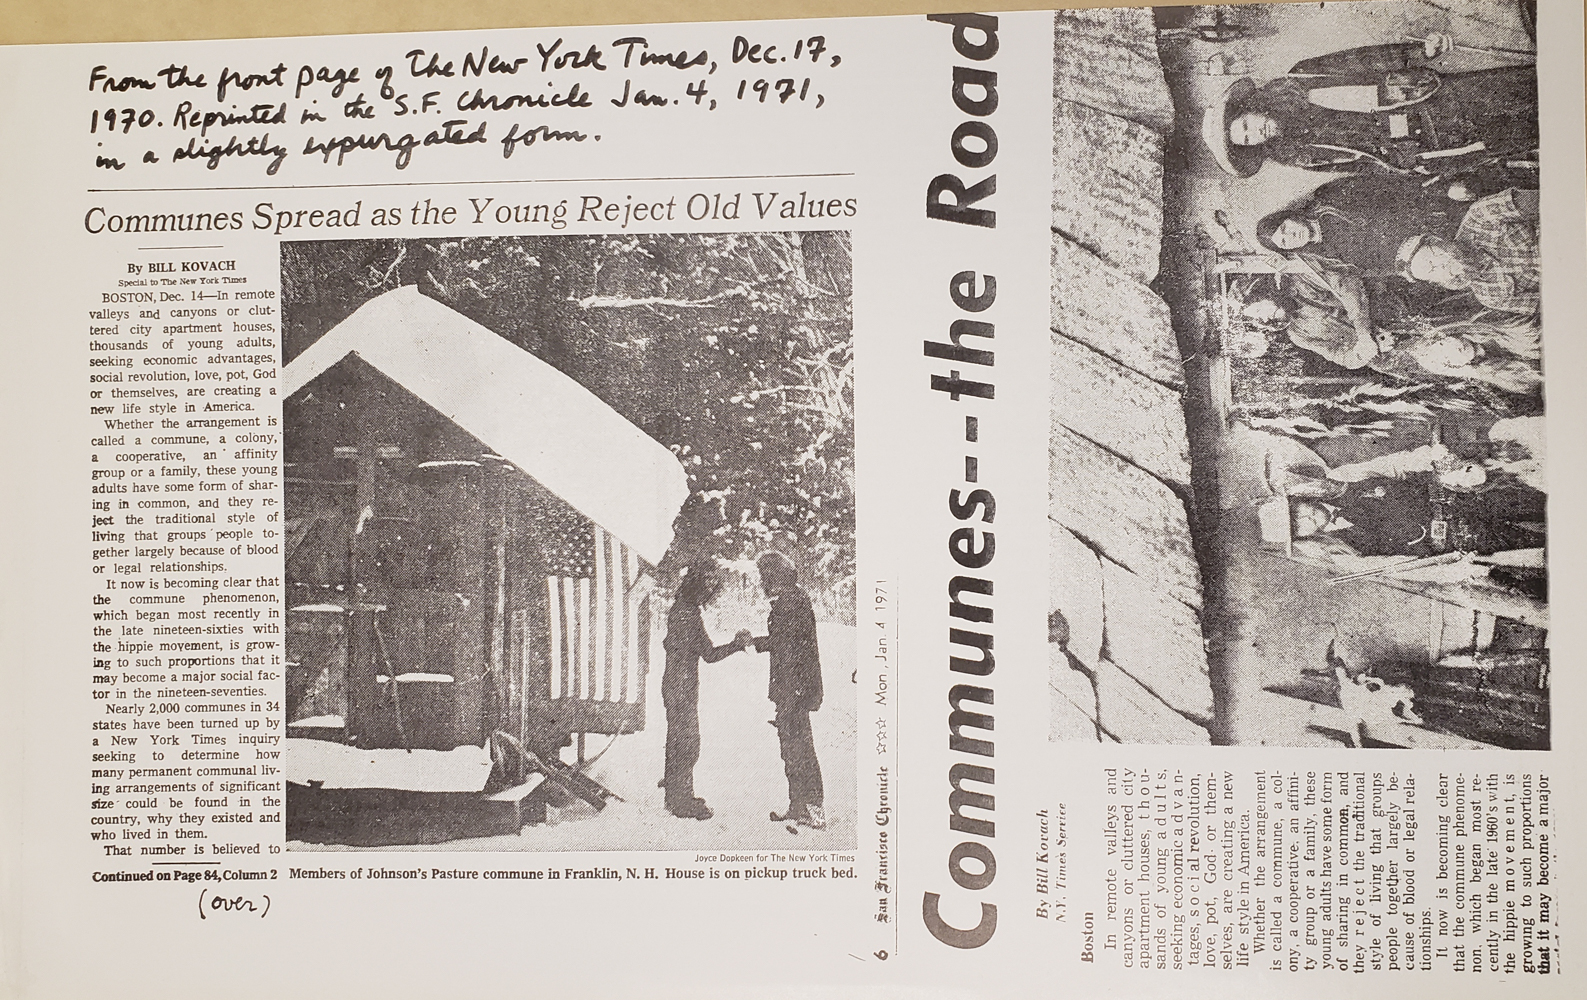 From the front page of The New York Times, Dec. 17,
1970. Reprinted in the S.F. Chronicle Jan. 4, 1971,
in a slightly expurgated form.
Communes Spread as the Young Reject Old Values
By BILL KOVACH
Special to The New York Times
BOSTON, Dec. 14—In remote
valleys and canyons or clut-
tered city apartment houses,
thousands of young adults,
seeking economic advantages,
social revolution, love, pot, God
or themselves, are creating a
new life style in America.
Whether the arrangement is
called a commune, a colony,
a cooperative, an affinity
group or a family, these young
adults have some form of shar-
ing in common, and they re-
ject the traditional style of
living that groups people to-
gether largely because of blood
or legal relationships.
It now is becoming clear that
the commune phenomenon,
which began most recently in
the late nineteen-sixties with
the hippie movement, is grow-
ing to such proportions that it
may become a major social fac-
tor in the nineteen-seventies.
Nearly 2,000 communes in 34
states have been turned up by
a New York Times inquiry
seeking to determine how
many permanent communal liv-
ing arrangements of significant
size could be found in the
country, why they existed and
who lived in them.
That number is believed to
Continued on Page 84, Column 2
(over)
Joyce Dopkeen for The New York Times
Members of Johnson's Pasture commune in Franklin, N. H. House is on pickup truck bed.
6 San Francisco Chronicle ☆☆☆ Mon., Jan. 4 1971
Communes--the Road
By Bill Kovach
N.Y. Times Service
Boston
In remote valleys and
canyons or cluttered city
apartment houses, thou-
sands of young adults,
seeking economic advan-
tages, social revolution,
love, pot, God or them-
selves, are creating a new
life style in America.
Whether the arrangement
is called a commune, a col-
ony, a cooperative, an affini-
ty group or a family, these
young adults have some form
of sharing in common, and
they reject the traditional
style of living that groups
people together largely be-
cause of blood or legal rela-
tionships.
It now is becoming clear
that the commune phenome-
non, which began most re-
cently in the late 1960's with
the hippie movement, is
growing to such proportions
that it may become a major